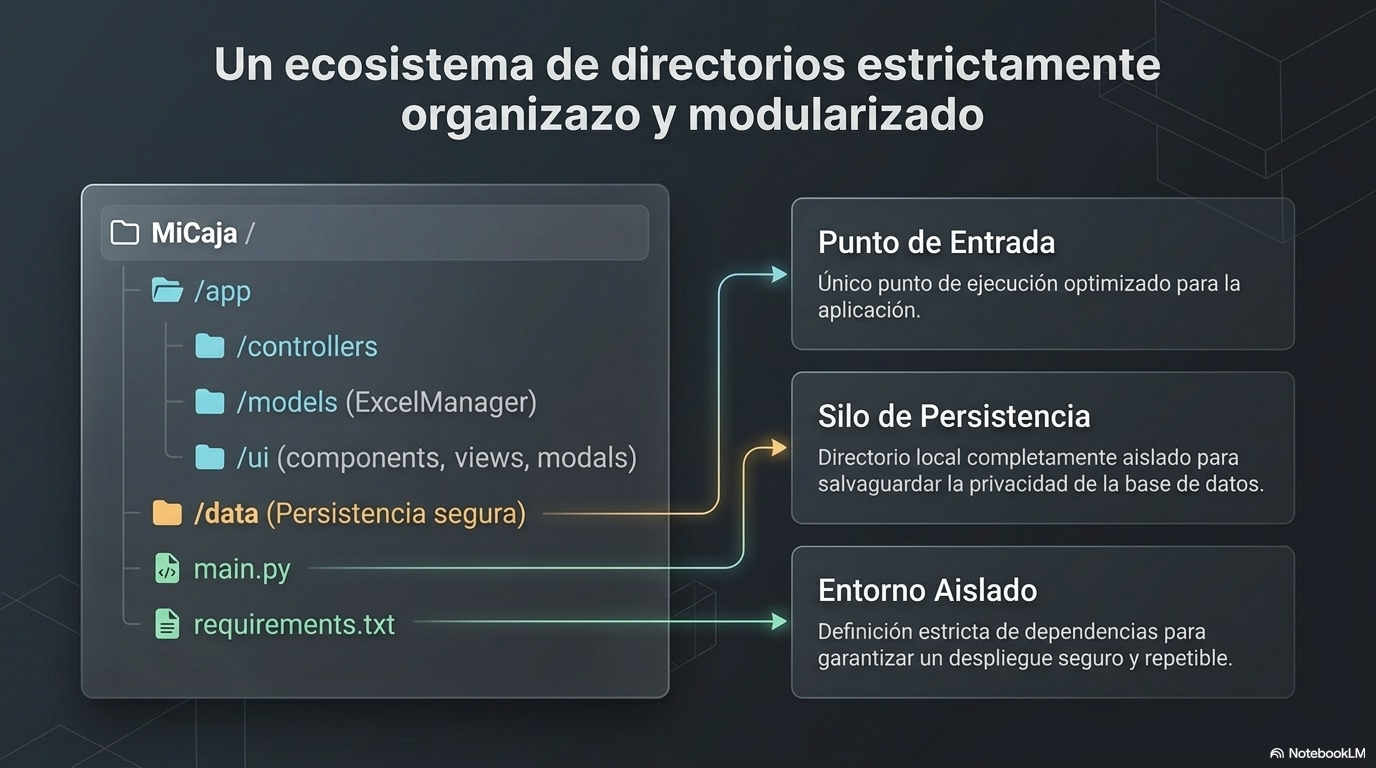 Un ecosistema de directorios estrictamente
organizazo y modularizado
MiCaja /
/app
/controllers
/models (ExcelManager)
/ui (components, views, modals)
/data (Persistencia segura)
main.py
requirements.txt
Punto de Entrada
Único punto de ejecución optimizado para la
aplicación.
Silo de Persistencia
Directorio local completamente aislado para
salvaguardar la privacidad de la base de datos.
Entorno Aislado
Definición estricta de dependencias para
garantizar un despliegue seguro y repetible.
NotebookLM